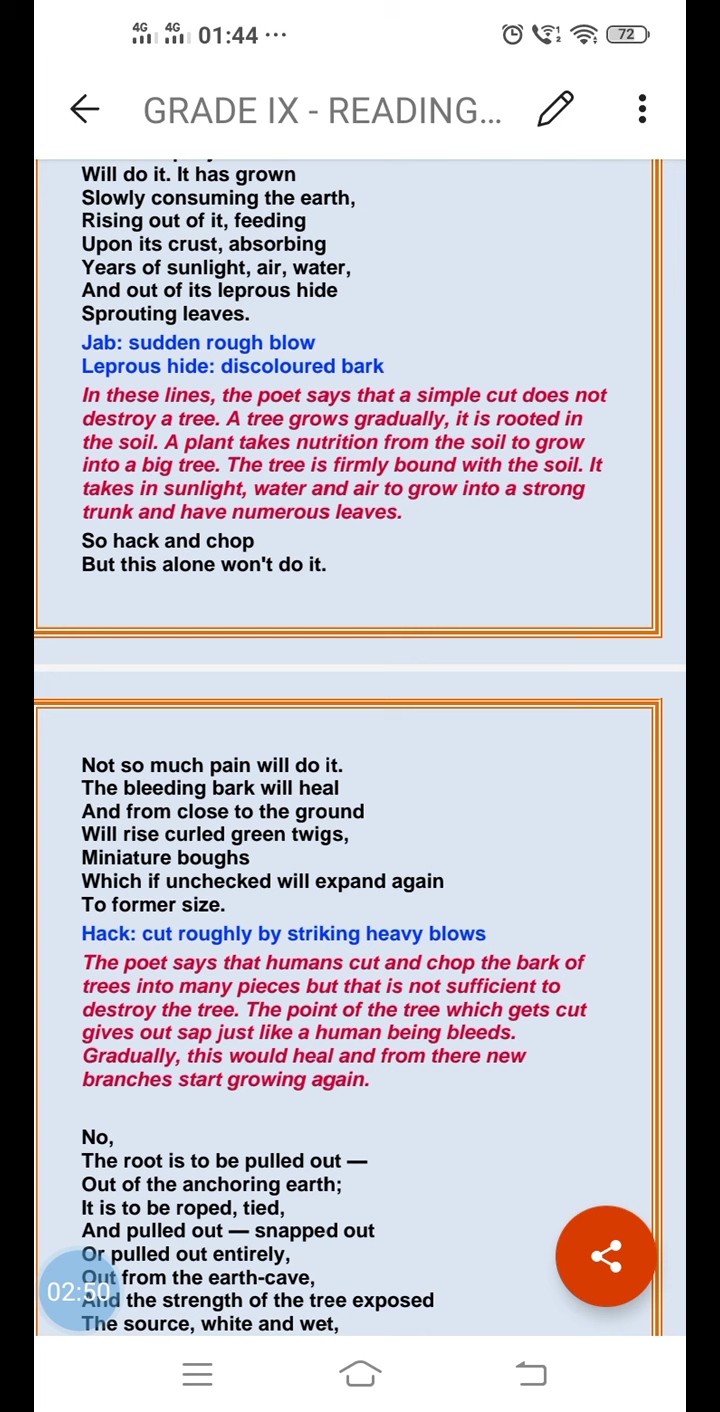 4G 4G 01:44 ... 1 2 72
GRADE IX - READING...
Will do it. It has grown
Slowly consuming the earth,
Rising out of it, feeding
Upon its crust, absorbing
Years of sunlight, air, water,
And out of its leprous hide
Sprouting leaves.
Jab: sudden rough blow
Leprous hide: discoloured bark
In these lines, the poet says that a simple cut does not
destroy a tree. A tree grows gradually, it is rooted in
the soil. A plant takes nutrition from the soil to grow
into a big tree. The tree is firmly bound with the soil. It
takes in sunlight, water and air to grow into a strong
trunk and have numerous leaves.
So hack and chop
But this alone won't do it.
Not so much pain will do it.
The bleeding bark will heal
And from close to the ground
Will rise curled green twigs,
Miniature boughs
Which if unchecked will expand again
To former size.
Hack: cut roughly by striking heavy blows
The poet says that humans cut and chop the bark of
trees into many pieces but that is not sufficient to
destroy the tree. The point of the tree which gets cut
gives out sap just like a human being bleeds.
Gradually, this would heal and from there new
branches start growing again.
No,
The root is to be pulled out —
Out of the anchoring earth;
It is to be roped, tied,
And pulled out — snapped out
Or pulled out entirely,
Out from the earth-cave,
02:50
And the strength of the tree exposed
The source, white and wet,